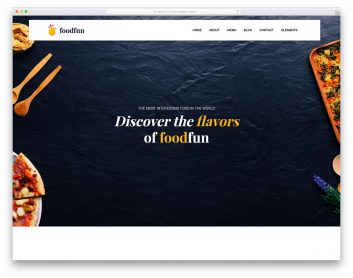 foodfun
HOME ABOUT MENU BLOG CONTACT ELEMENTS
THE MOST INTERESTING FOOD IN THE WORLD
Discover the flavors
of foodfun